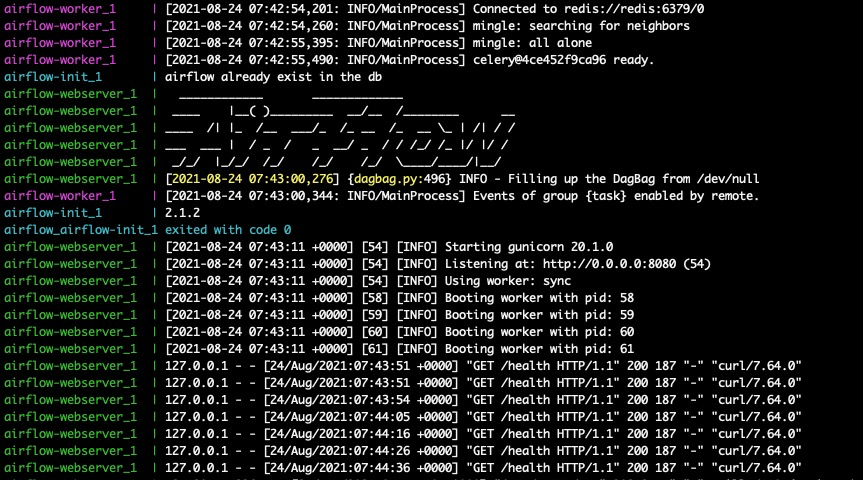 airflow-worker_1 | [2021-08-24 07:42:54,201: INFO/MainProcess] Connected to redis://redis:6379/0
airflow-worker_1 | [2021-08-24 07:42:54,260: INFO/MainProcess] mingle: searching for neighbors
airflow-worker_1 | [2021-08-24 07:42:55,395: INFO/MainProcess] mingle: all alone
airflow-worker_1 | [2021-08-24 07:42:55,490: INFO/MainProcess] celery@4ce452f9ca96 ready.
airflow-init_1 | airflow already exist in the db
airflow-webserver_1 |   ____________       _____________
airflow-webserver_1 |  ____    |__( )_________  __/__  /________      __
airflow-webserver_1 | ____  /| |_  /__  ___/_  /_ __  /_  __ \_ | /| / /
airflow-webserver_1 | ___  ___ |  / _  /   _  __/ _  / / /_/ /_ |/ |/ /
airflow-webserver_1 |  _/_/  |_/_/  /_/    /_/    /_/  \____/____/|__/
airflow-webserver_1 | [2021-08-24 07:43:00,276] {dagbag.py:496} INFO - Filling up the DagBag from /dev/null
airflow-worker_1 | [2021-08-24 07:43:00,344: INFO/MainProcess] Events of group {task} enabled by remote.
airflow-init_1 | 2.1.2
airflow_airflow-init_1 exited with code 0
airflow-webserver_1 | [2021-08-24 07:43:11 +0000] [54] [INFO] Starting gunicorn 20.1.0
airflow-webserver_1 | [2021-08-24 07:43:11 +0000] [54] [INFO] Listening at: http://0.0.0.0:8080 (54)
airflow-webserver_1 | [2021-08-24 07:43:11 +0000] [54] [INFO] Using worker: sync
airflow-webserver_1 | [2021-08-24 07:43:11 +0000] [58] [INFO] Booting worker with pid: 58
airflow-webserver_1 | [2021-08-24 07:43:11 +0000] [59] [INFO] Booting worker with pid: 59
airflow-webserver_1 | [2021-08-24 07:43:11 +0000] [60] [INFO] Booting worker with pid: 60
airflow-webserver_1 | [2021-08-24 07:43:11 +0000] [61] [INFO] Booting worker with pid: 61
airflow-webserver_1 | 127.0.0.1 - - [24/Aug/2021:07:43:51 +0000] "GET /health HTTP/1.1" 200 187 "-" "curl/7.64.0"
airflow-webserver_1 | 127.0.0.1 - - [24/Aug/2021:07:43:51 +0000] "GET /health HTTP/1.1" 200 187 "-" "curl/7.64.0"
airflow-webserver_1 | 127.0.0.1 - - [24/Aug/2021:07:43:54 +0000] "GET /health HTTP/1.1" 200 187 "-" "curl/7.64.0"
airflow-webserver_1 | 127.0.0.1 - - [24/Aug/2021:07:44:05 +0000] "GET /health HTTP/1.1" 200 187 "-" "curl/7.64.0"
airflow-webserver_1 | 127.0.0.1 - - [24/Aug/2021:07:44:16 +0000] "GET /health HTTP/1.1" 200 187 "-" "curl/7.64.0"
airflow-webserver_1 | 127.0.0.1 - - [24/Aug/2021:07:44:26 +0000] "GET /health HTTP/1.1" 200 187 "-" "curl/7.64.0"
airflow-webserver_1 | 127.0.0.1 - - [24/Aug/2021:07:44:36 +0000] "GET /health HTTP/1.1" 200 187 "-" "curl/7.64.0"